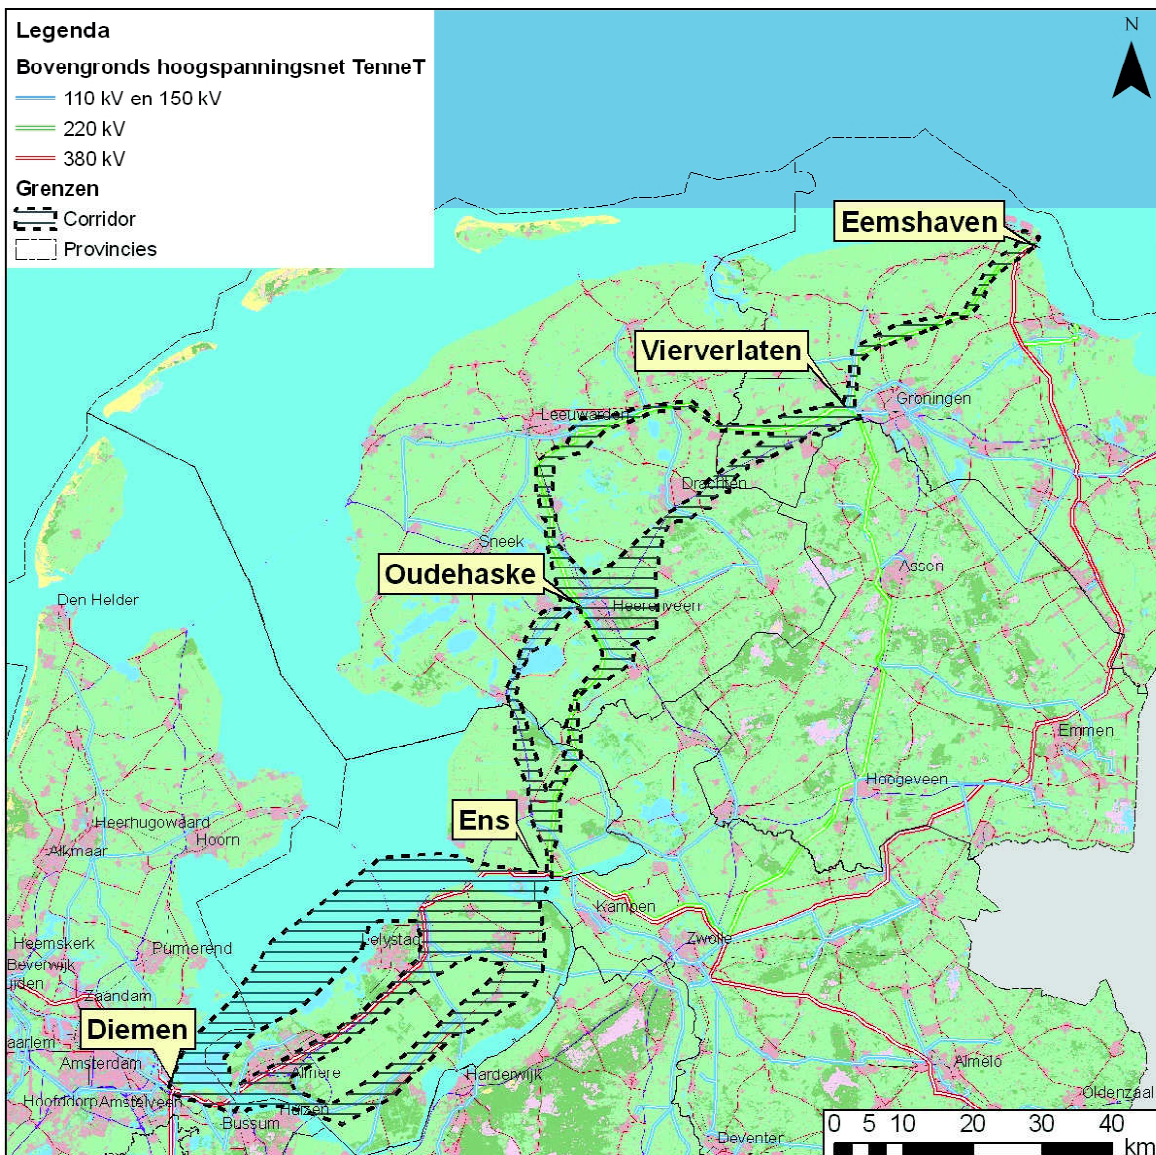 Legenda
Bovengronds hoogspanningsnet TenneT
110 kV en 150 kV
220 kV
380 kV
Grenzen
Corridor
Provincies
N
Eemshaven
Vierverlaten
Groningen
Leeuwarden
Drachten
Sneek
Oudehaske
Assen
Den Helder
Heerenveen
Emmen
Hoogeveen
Ens
Heerhugowaard
Hoorn
Alkmaar
Kampen
Zwolle
Lelystad
Heemskerk
Purmerend
Beverwijk
ijden
Zaandam
Diemen
aarlem
Amsterdam
Almere
Harderwijk
Almelo
Hoofddorp
Amstelveen
Huizen
Bussum
Oldenzaal
Deventer
0 5 10 20 30 40
km